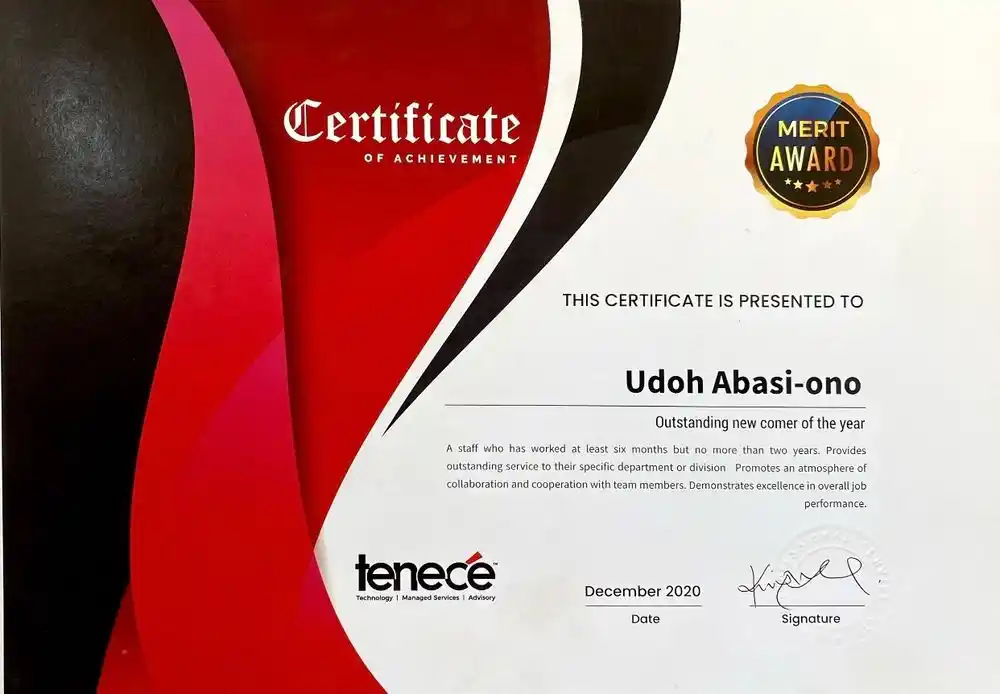 Certificate
OF ACHIEVEMENT
MERIT
AWARD
THIS CERTIFICATE IS PRESENTED TO
Udoh Abasi-ono
Outstanding new comer of the year
A staff who has worked at least six months but no more than two years. Provides
outstanding service to their specific department or division Promotes an atmosphere of
collaboration and cooperation with team members. Demonstrates excellence in overall job
performance.
tenecé™
Technology | Managed Services | Advisory
December 2020
Date
Signature